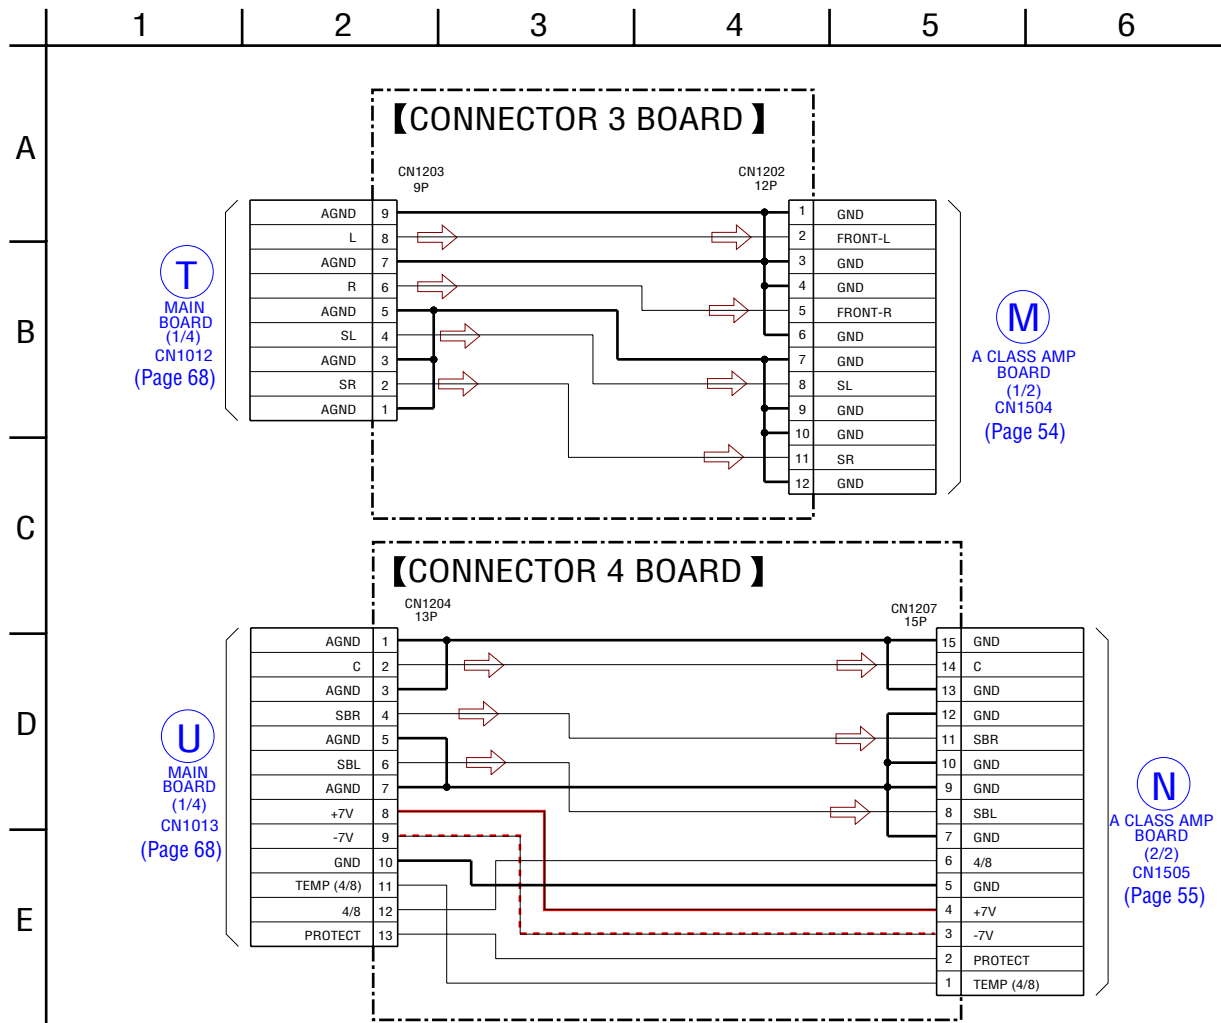 1 2 3 4 5 6
A
【CONNECTOR 3 BOARD】
CN1203
9P
CN1202
12P
AGND 9 1 GND
L 8 2 FRONT-L
AGND 7 3 GND
R 6 4 GND
AGND 5 5 FRONT-R
SL 4 6 GND
AGND 3 7 GND
SR 2 8 SL
AGND 1 9 GND
10 GND
11 SR
12 GND
B
T
MAIN
BOARD
(1/4)
CN1012
(Page 68)
M
A CLASS AMP
BOARD
(1/2)
CN1504
(Page 54)
C
【CONNECTOR 4 BOARD】
CN1204
13P
CN1207
15P
AGND 1 15 GND
C 2 14 C
AGND 3 13 GND
SBR 4 12 GND
AGND 5 11 SBR
SBL 6 10 GND
AGND 7 9 GND
+7V 8 8 SBL
-7V 9 7 GND
GND 10 6 4/8
TEMP (4/8) 11 5 GND
4/8 12 4 +7V
PROTECT 13 3 -7V
2 PROTECT
1 TEMP (4/8)
D
U
MAIN
BOARD
(1/4)
CN1013
(Page 68)
N
A CLASS AMP
BOARD
(2/2)
CN1505
(Page 55)
E